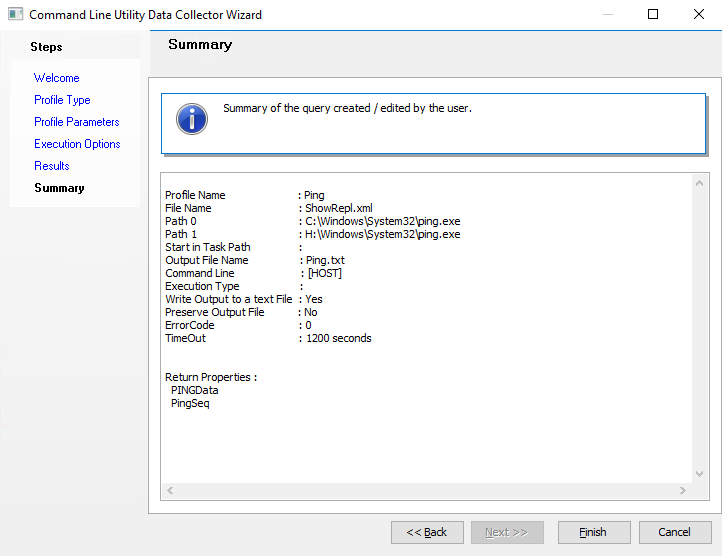 Command Line Utility Data Collector Wizard
Steps
Summary
Welcome
Profile Type
Profile Parameters
Execution Options
Results
Summary
Summary of the query created / edited by the user.
Profile Name : Ping
File Name : ShowRepl.xml
Path 0 : C:\Windows\System32\ping.exe
Path 1 : H:\Windows\System32\ping.exe
Start in Task Path :
Output File Name : Ping.txt
Command Line : [HOST]
Execution Type :
Write Output to a text File : Yes
Preserve Output File : No
ErrorCode : 0
TimeOut : 1200 seconds
Return Properties :
PINGData
PingSeq
<< Back
Next >>
Finish
Cancel